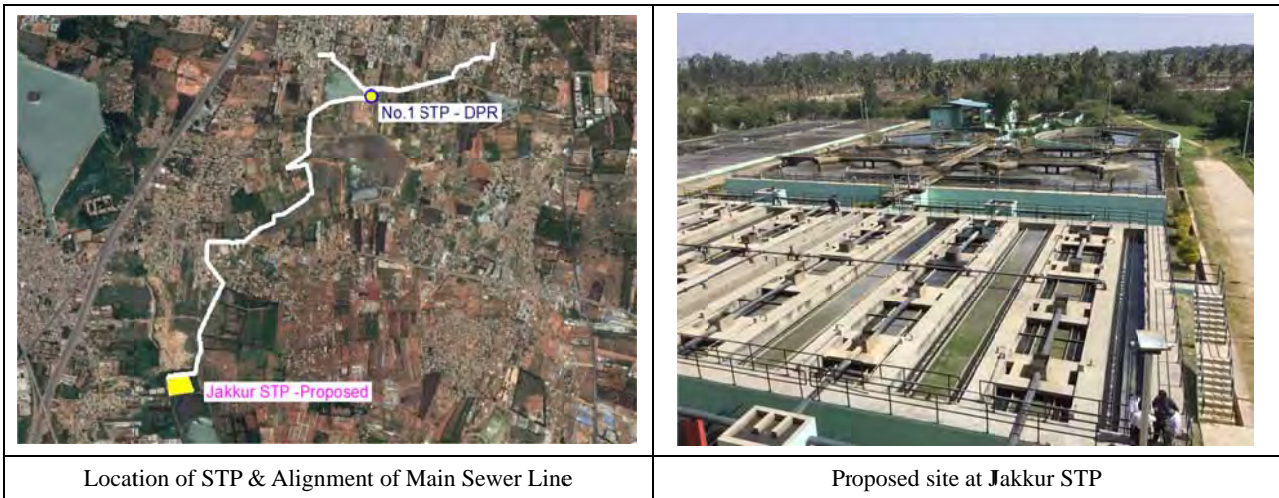 No.1 STP - DPR
Jakkur STP -Proposed
Location of STP & Alignment of Main Sewer Line
Proposed site at Jakkur STP